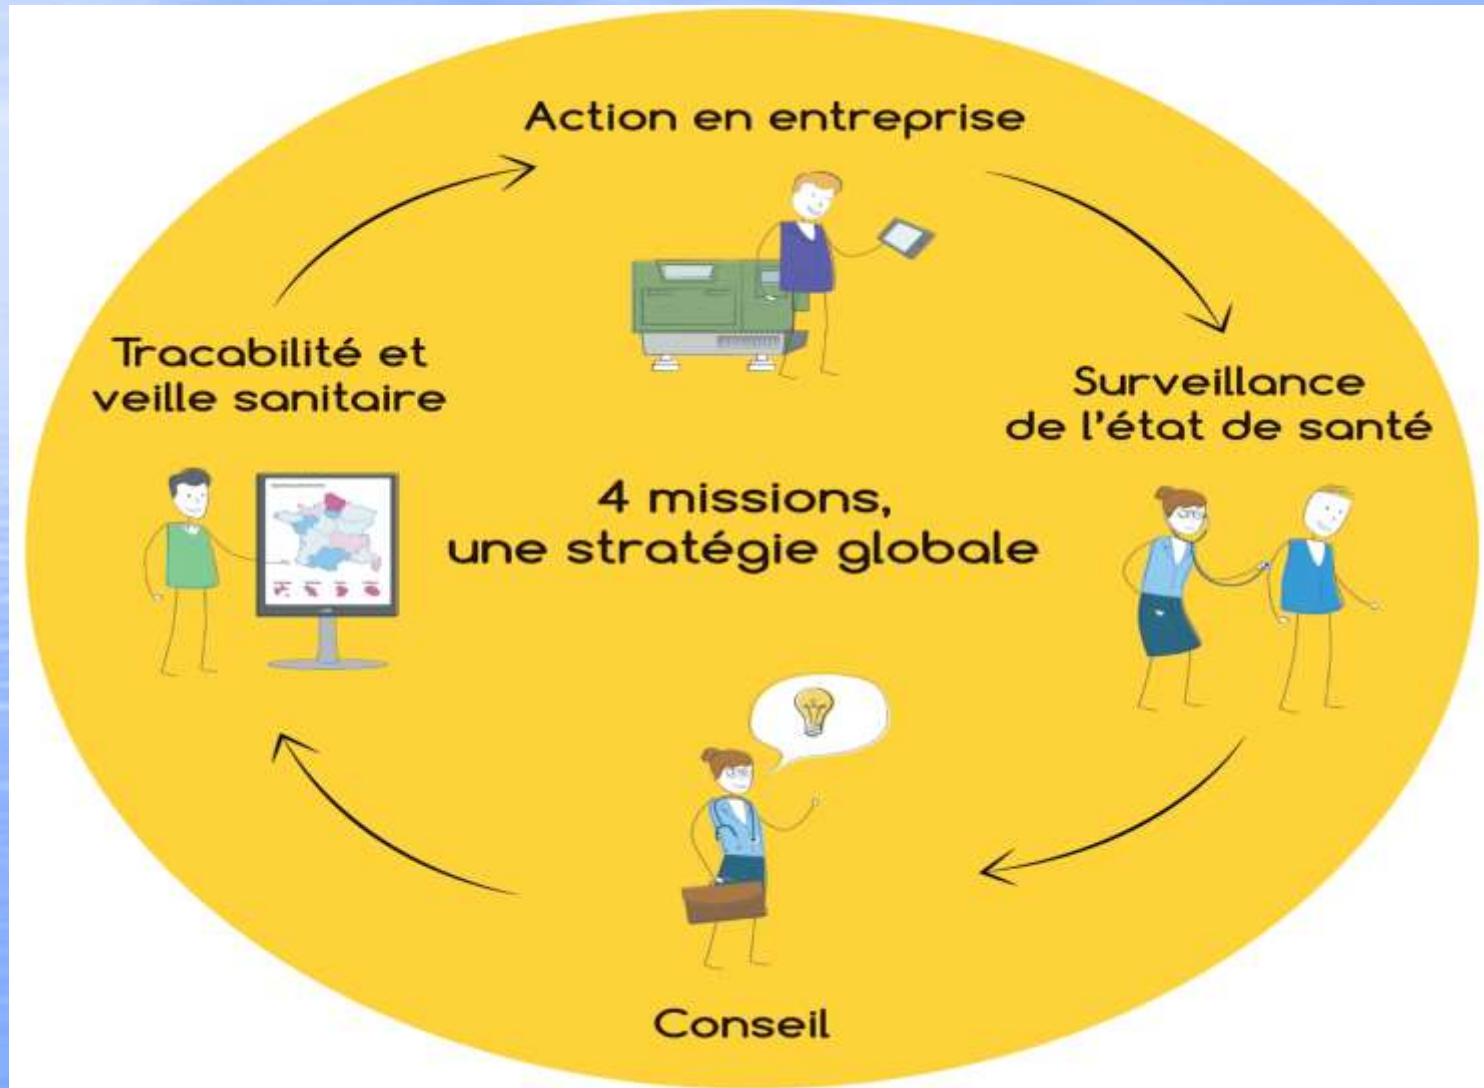 Action en entreprise
Tracabilité et
veille sanitaire
Surveillance
de l'état de santé
4 missions,
une stratégie globale
Conseil